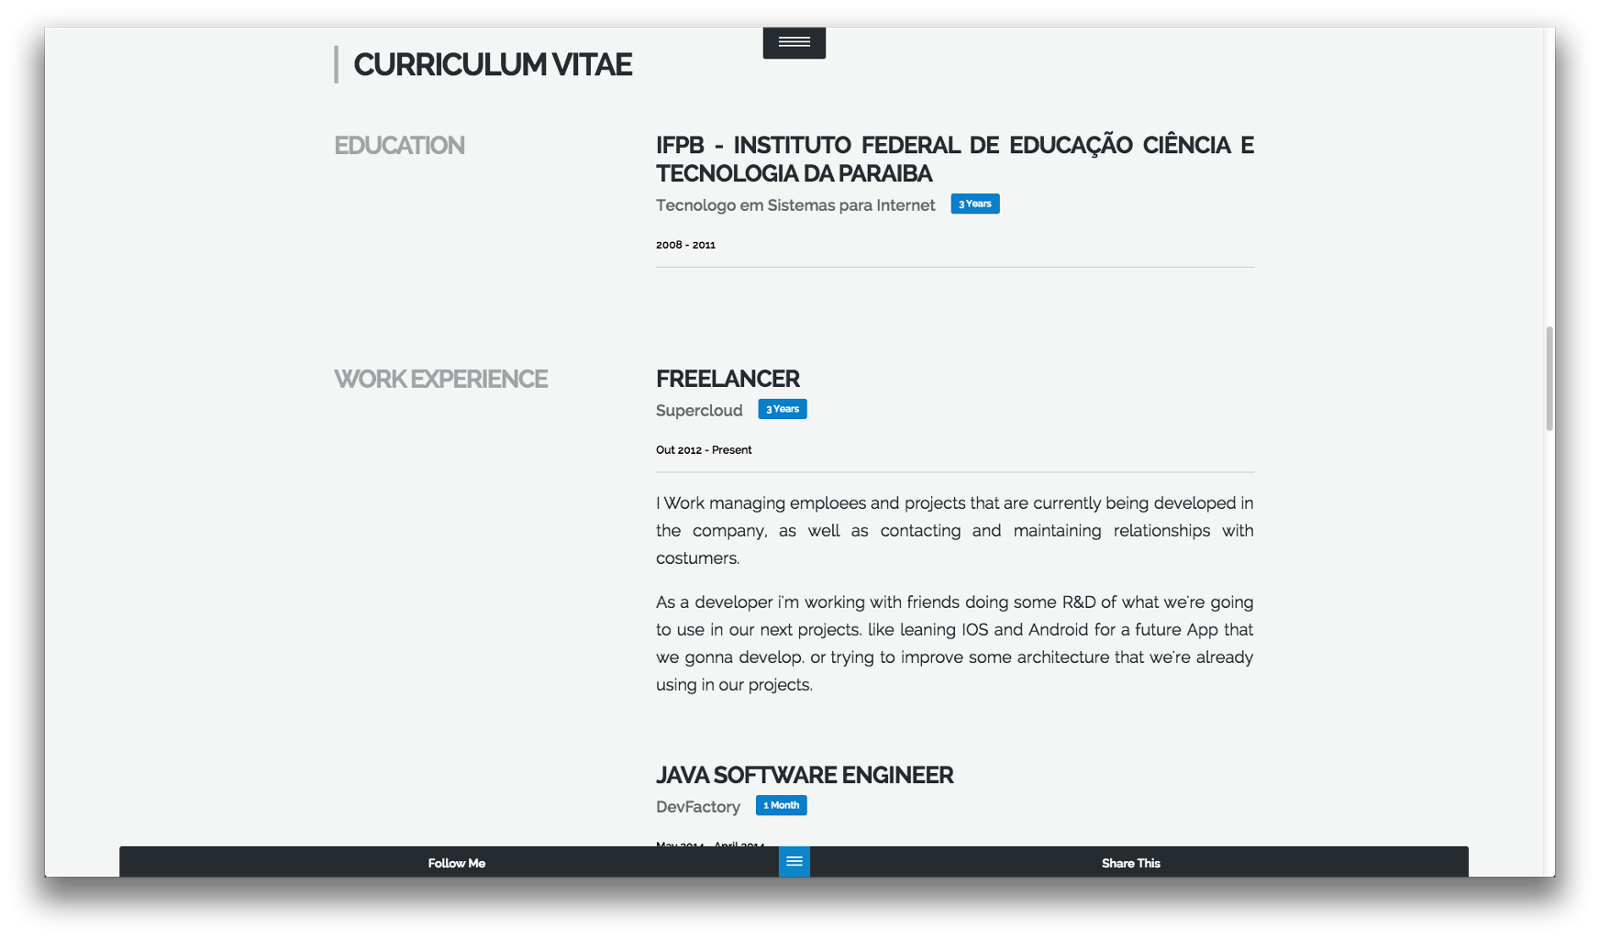 CURRICULUM VITAE
EDUCATION
IFPB - INSTITUTO FEDERAL DE EDUCAÇÃO CIÊNCIA E
TECNOLOGIA DA PARAIBA
Tecnologo em Sistemas para Internet 3 Years
2008 - 2011
WORK EXPERIENCE
FREELANCER
Supercloud 3 Years
Out 2012 - Present
I Work managing emploees and projects that are currently being developed in
the company, as well as contacting and maintaining relationships with
costumers.
As a developer i'm working with friends doing some R&D of what we're going
to use in our next projects. like leaning IOS and Android for a future App that
we gonna develop. or trying to improve some architecture that we're already
using in our projects.
JAVA SOFTWARE ENGINEER
DevFactory 1 Month
May 2014 - April 2014
Follow Me
Share This